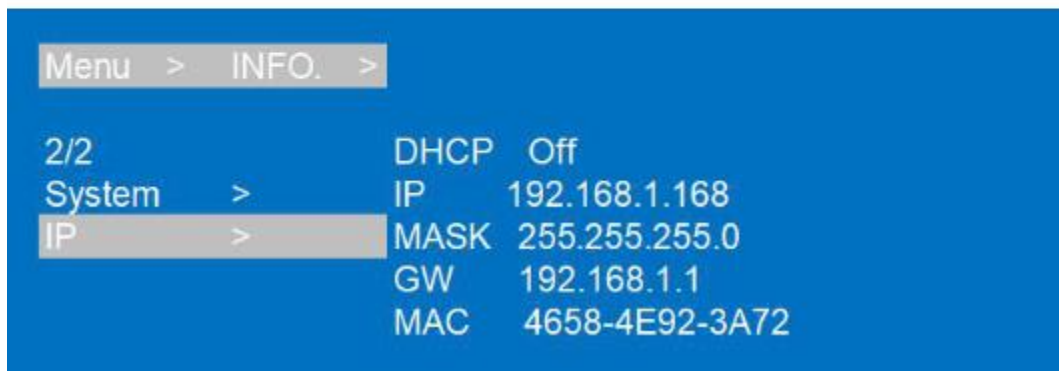 Menu > INFO. >
2/2
System >
IP >
DHCP Off
IP 192.168.1.168
MASK 255.255.255.0
GW 192.168.1.1
MAC 4658-4E92-3A72